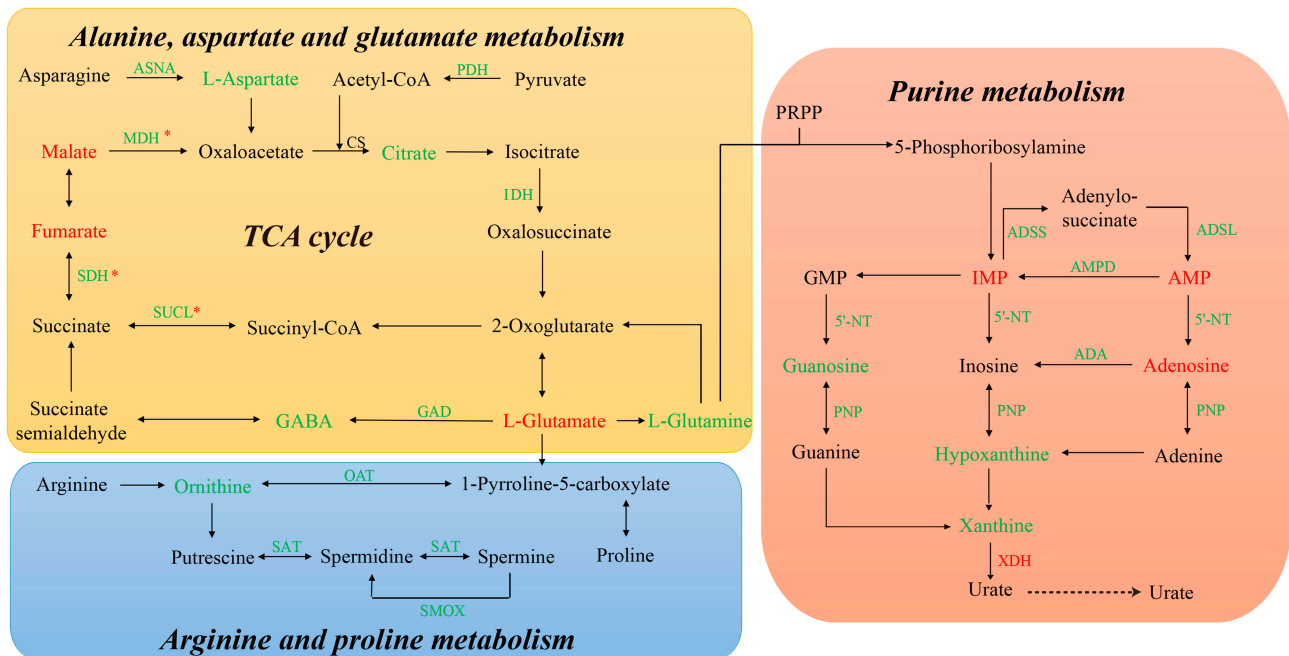 Alanine, aspartate and glutamate metabolism
Asparagine
ASNA
L-Aspartate
Acetyl-CoA
PDH
Pyruvate
Malate
MDH *
Oxaloacetate
CS
Citrate
Isocitrate
IDH
Fumarate
TCA cycle
Oxalosuccinate
SDH *
Succinate
SUCL*
Succinyl-CoA
2-Oxoglutarate
Succinate
semialdehyde
GABA
GAD
L-Glutamate
L-Glutamine
Arginine
Ornithine
OAT
1-Pyrroline-5-carboxylate
Putrescine
SAT
Spermidine
SAT
Spermine
Proline
SMOX
Arginine and proline metabolism
Purine metabolism
PRPP
5-Phosphoribosylamine
Adenylo-
succinate
ADSS
ADSL
GMP
IMP
AMPD
AMP
5'-NT
5'-NT
5'-NT
Guanosine
Inosine
ADA
Adenosine
PNP
PNP
PNP
Guanine
Hypoxanthine
Adenine
Xanthine
XDH
Urate
Urate